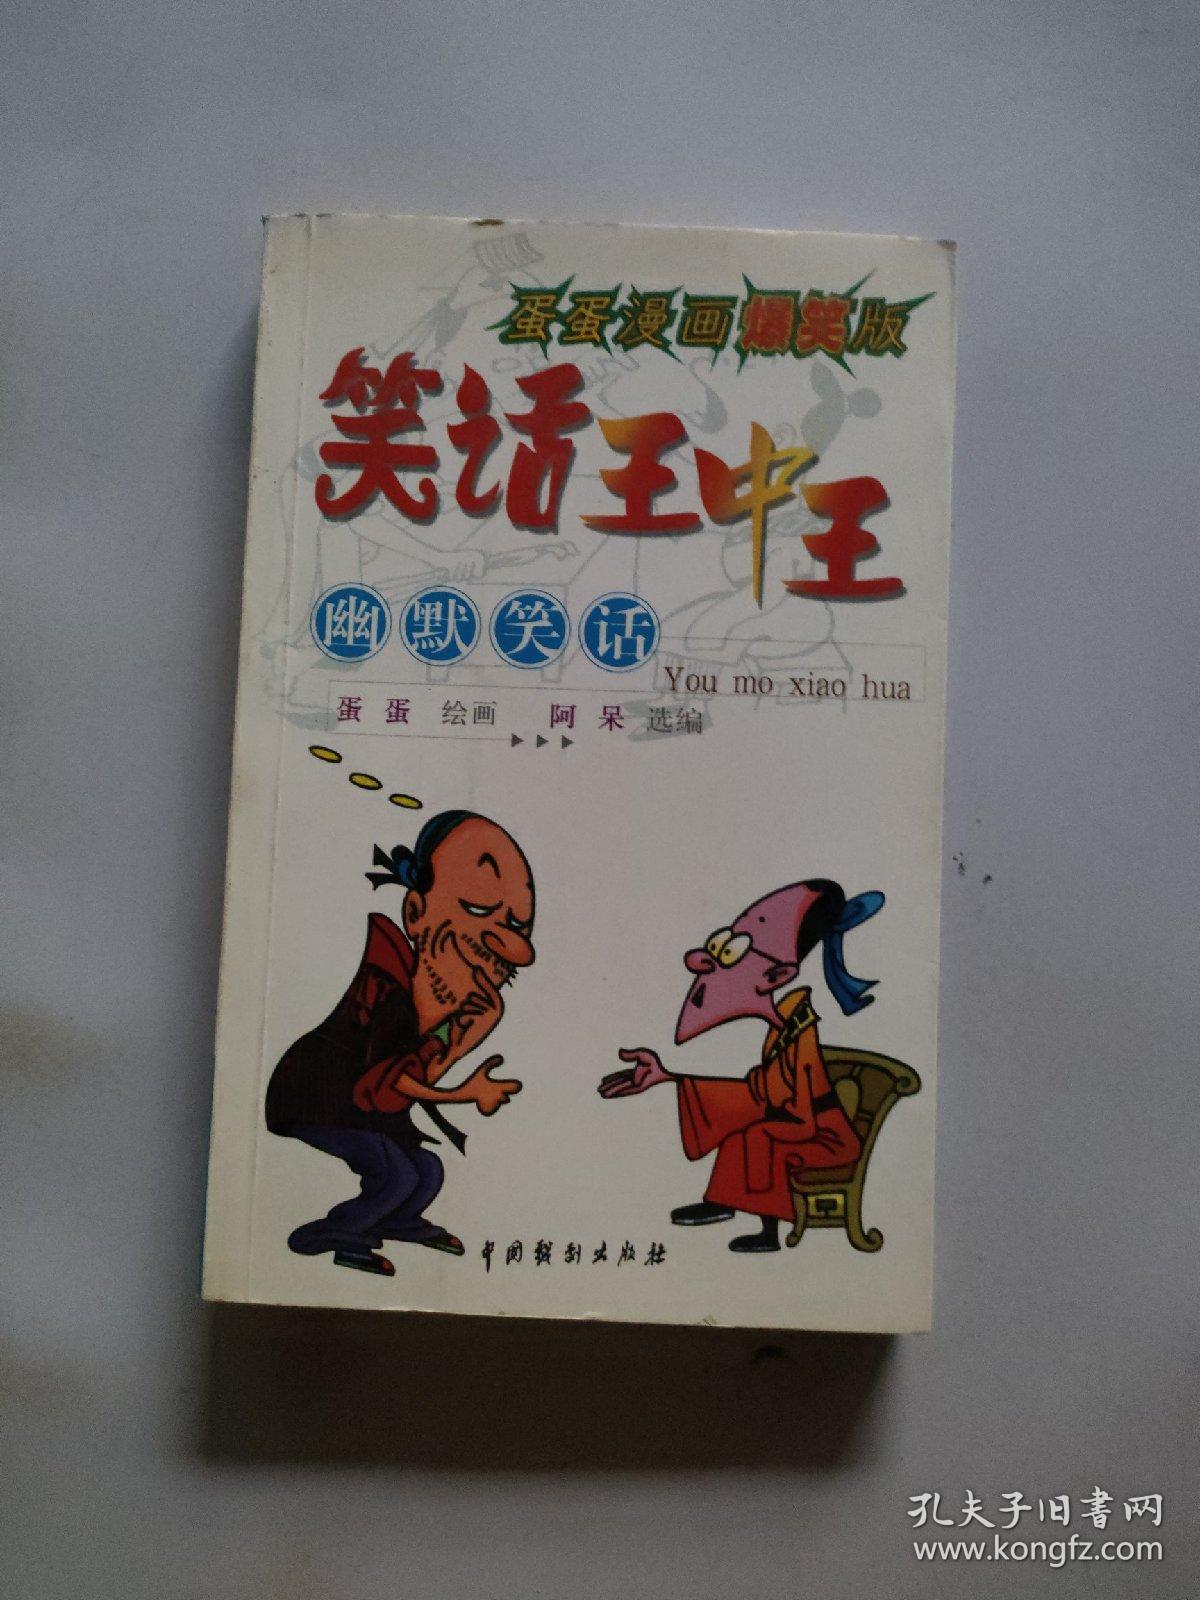 蛋蛋漫画爆笑版
笑话王中王
幽默笑话
You mo xiao hua
蛋蛋 绘画 阿呆 选编
中国戏剧出版社
孔夫子旧书网
www.kongfz.com